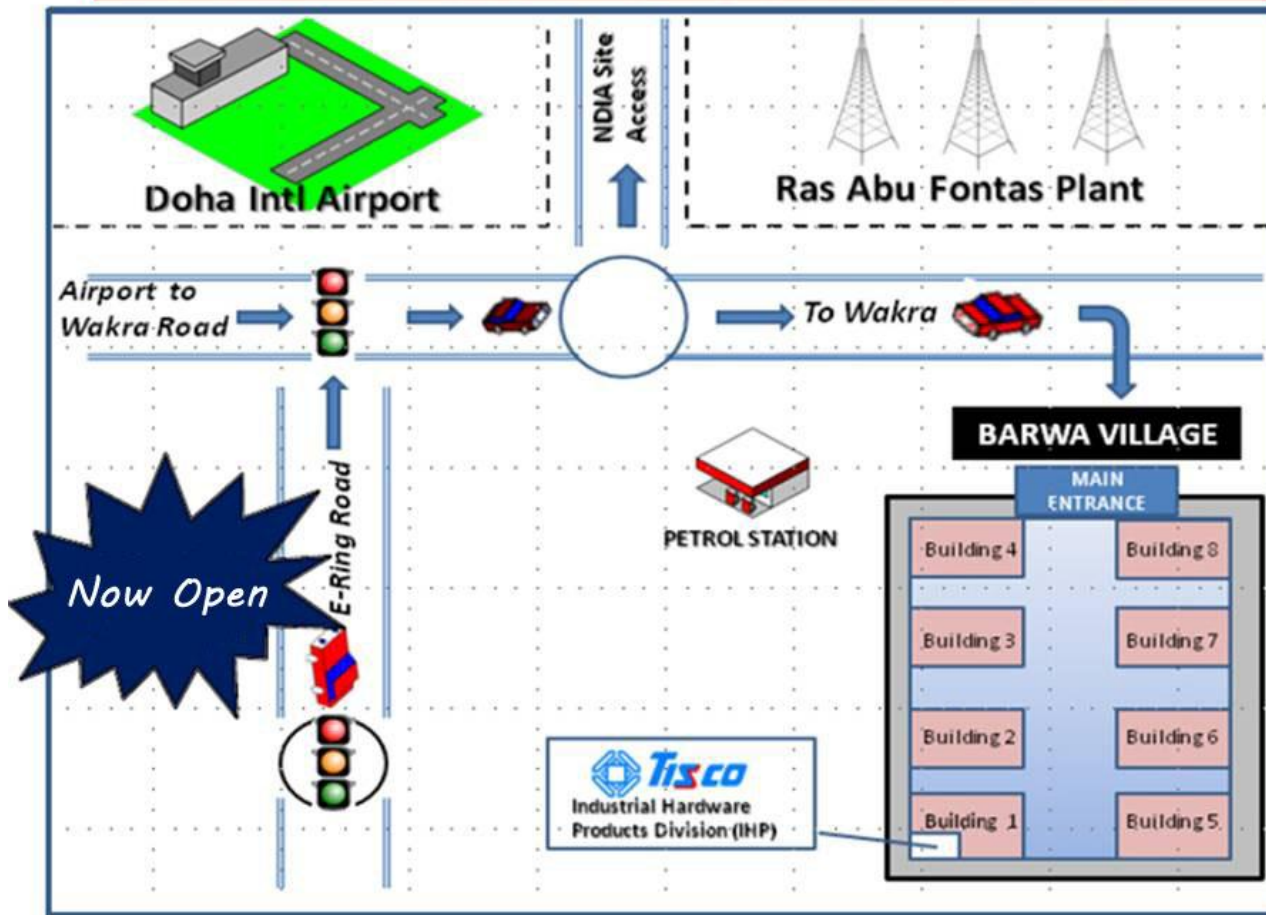 NDIA Site
Access
Doha Intl Airport
Ras Abu Fontas Plant
Airport to
Wakra Road
To Wakra
BARWA VILLAGE
MAIN
ENTRANCE
E-Ring Road
Now Open
PETROL STATION
Building 4
Building 8
Building 3
Building 7
Building 2
Building 6
Building 1
Building 5
Tissco
Industrial Hardware
Products Division (IHP)